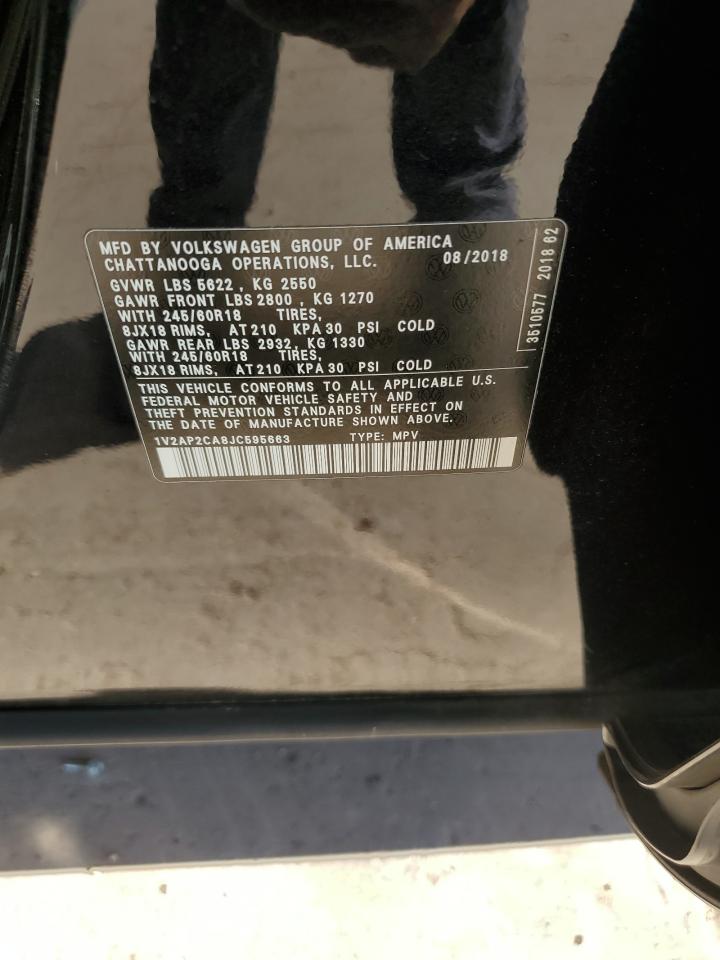 MFD BY VOLKSWAGEN GROUP OF AMERICA
CHATTANOOGA OPERATIONS, LLC. 08/2018
GVWR LBS 5622 , KG 2550
GAWR FRONT LBS 2800 , KG 1270
WITH 245/60R18 TIRES,
8JX18 RIMS, AT 210 KPA 30 PSI COLD
GAWR REAR LBS 2932, KG 1330
WITH 245/60R18 TIRES,
8JX18 RIMS, AT 210 KPA 30 PSI COLD
THIS VEHICLE CONFORMS TO ALL APPLICABLE U.S.
FEDERAL MOTOR VEHICLE SAFETY AND
THEFT PREVENTION STANDARDS IN EFFECT ON
THE DATE OF MANUFACTURE SHOWN ABOVE.
1V2AP2CA8JC595663 TYPE: MPV
3510577 2018 62